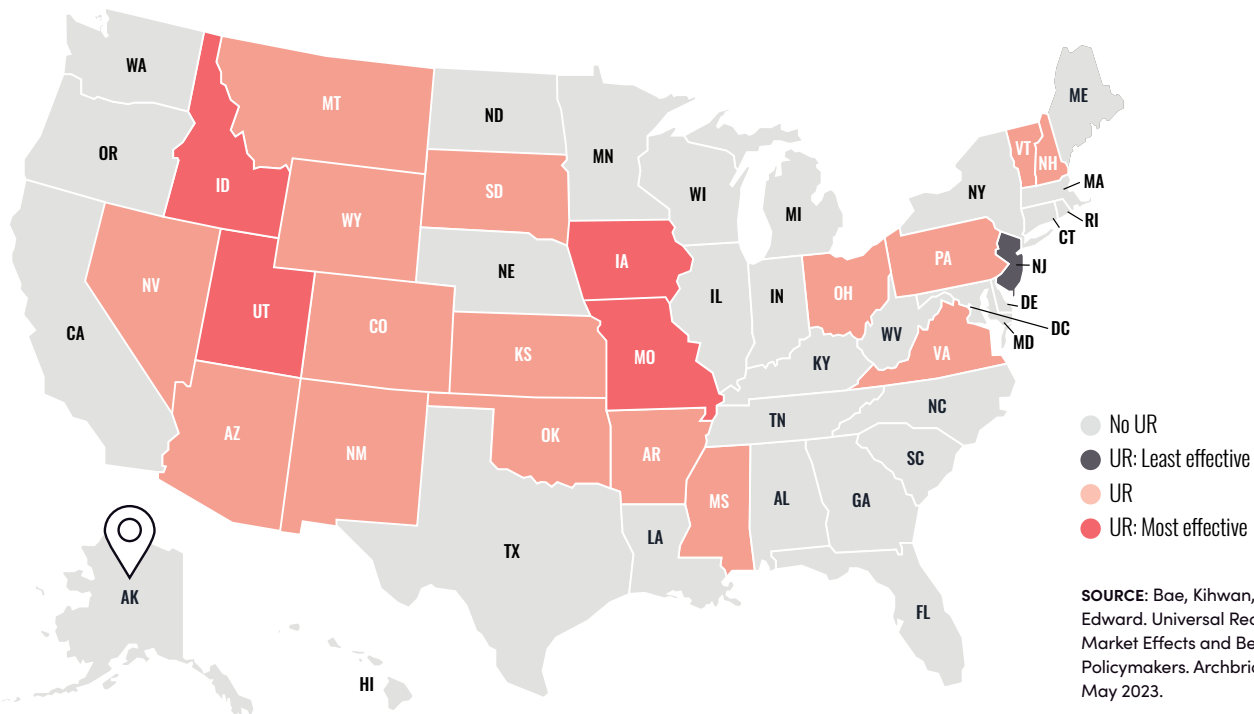 WA
MT
ND
ME
OR
MN
VT
NH
ID
SD
WI
NY
MA
WY
MI
RI
CT
IA
PA
NJ
NE
NV
IL
IN
OH
DE
UT
CO
DC
CA
WV
MD
KS
MO
KY
VA
AZ
OK
NC
TN
NM
AR
SC
MS
AL
GA
LA
TX
AK
FL
HI
No UR
UR: Least effective
UR
UR: Most effective
SOURCE: Bae, Kihwan,
Edward. Universal
Market Effects and
Policymakers.
May 2023.